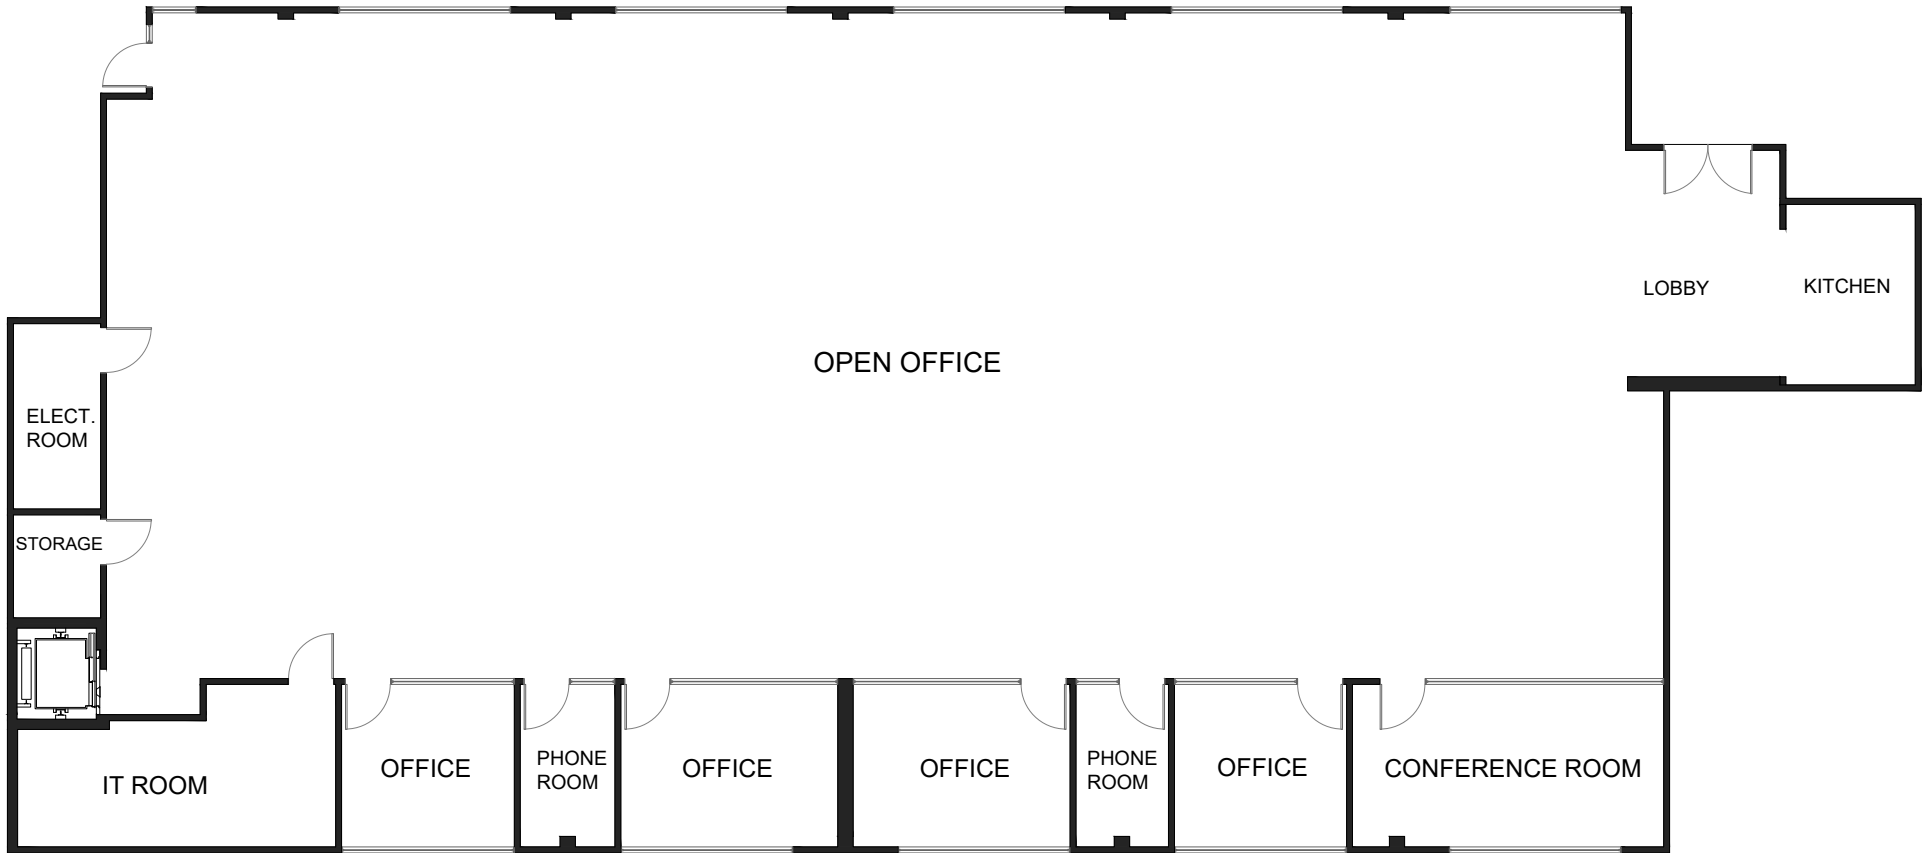 LOBBY
KITCHEN
OPEN OFFICE
ELECT.
ROOM
STORAGE
IT ROOM
OFFICE
PHONE
ROOM
OFFICE
OFFICE
PHONE
ROOM
OFFICE
CONFERENCE ROOM